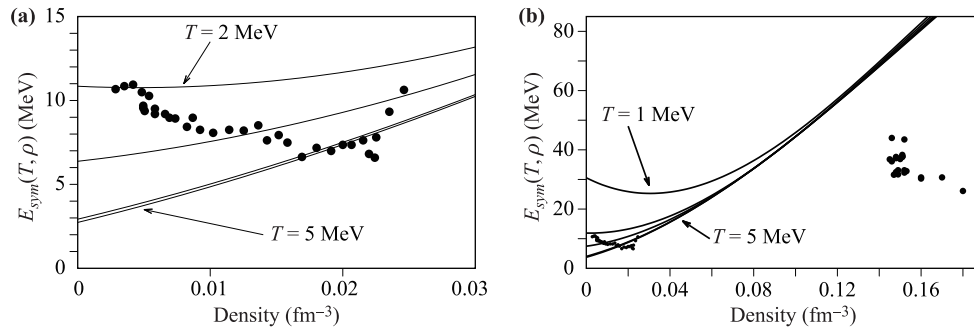 (a)
15
10
5
0
E_sym(T, ρ) (MeV)
T = 2 MeV
T = 5 MeV
0
0.01
0.02
0.03
Density (fm⁻³)
(b)
80
60
40
20
0
E_sym(T, ρ) (MeV)
T = 1 MeV
T = 5 MeV
0
0.04
0.08
0.12
0.16
Density (fm⁻³)